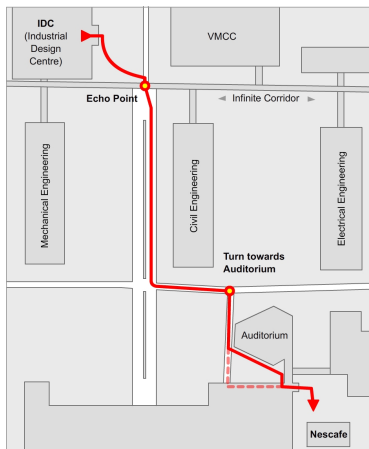 IDC
(Industrial
Design
Centre)
VMCC
Echo Point
Infinite Corridor
Mechanical Engineering
Civil Engineering
Electrical Engineering
Turn towards
Auditorium
Auditorium
Nescafe